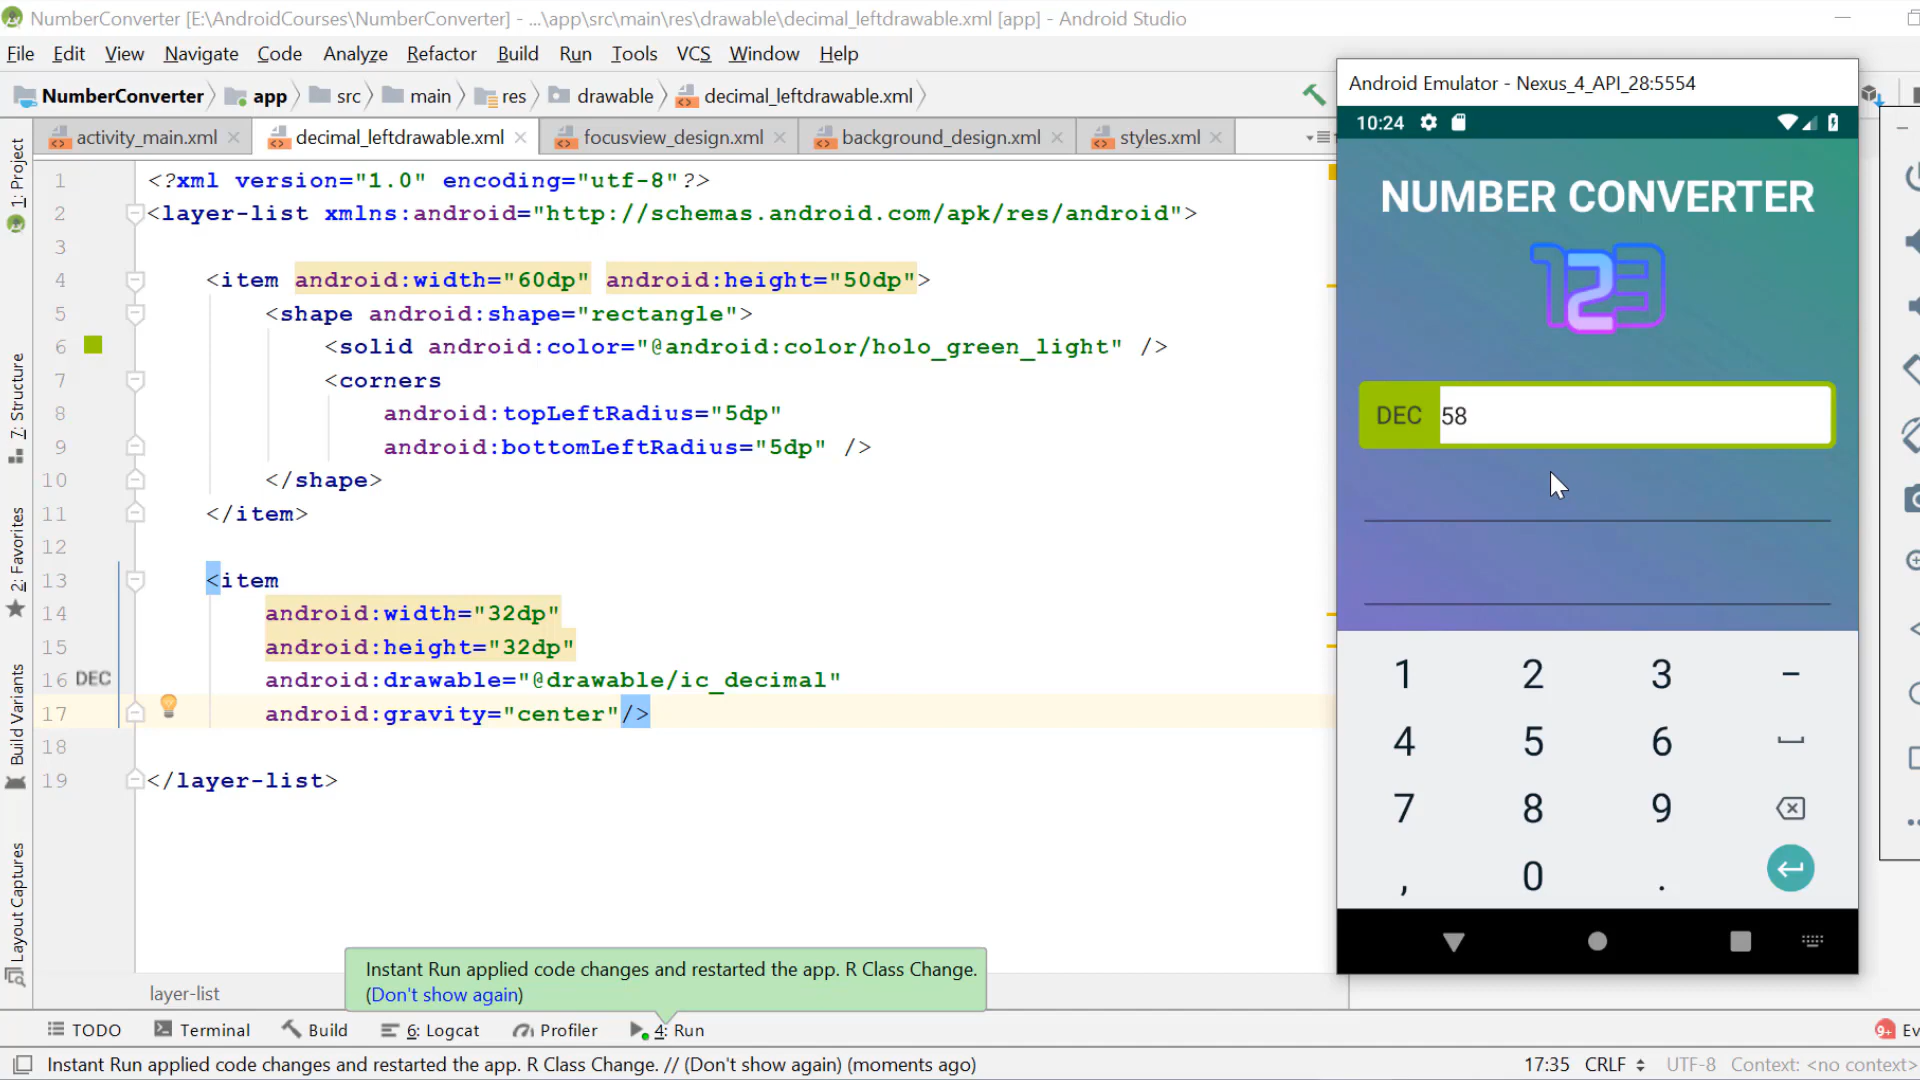 NumberConverter [E:\AndroidCourses\NumberConverter] - ...\app\src\main\res\drawable\decimal_leftdrawable.xml [app] - Android Studio
File Edit View Navigate Code Analyze Refactor Build Run Tools VCS Window Help
NumberConverter app src main res drawable decimal_leftdrawable.xml
activity_main.xml decimal_leftdrawable.xml focusview_design.xml background_design.xml styles.xml
1: Project
7: Structure
2: Favorites
Build Variants
Layout Captures
1 <?xml version="1.0" encoding="utf-8"?>
2 <layer-list xmlns:android="http://schemas.android.com/apk/res/android">
3
4 <item android:width="60dp" android:height="50dp">
5 <shape android:shape="rectangle">
6 <solid android:color="@android:color/holo_green_light" />
7 <corners
8 android:topLeftRadius="5dp"
9 android:bottomLeftRadius="5dp" />
10 </shape>
11 </item>
12
13 <item
14 android:width="32dp"
15 android:height="32dp"
16 DEC android:drawable="@drawable/ic_decimal"
17 android:gravity="center"/>
18
19 </layer-list>
layer-list
Instant Run applied code changes and restarted the app. R Class Change.
(Don't show again)
Android Emulator - Nexus_4_API_28:5554
10:24
NUMBER CONVERTER
123
DEC 58
1 2 3 -
4 5 6
7 8 9
, 0 .
TODO Terminal Build 6: Logcat Profiler 4: Run 9+ Ev
Instant Run applied code changes and restarted the app. R Class Change. // (Don't show again) (moments ago) 17:35 CRLF UTF-8 Context: <no context>